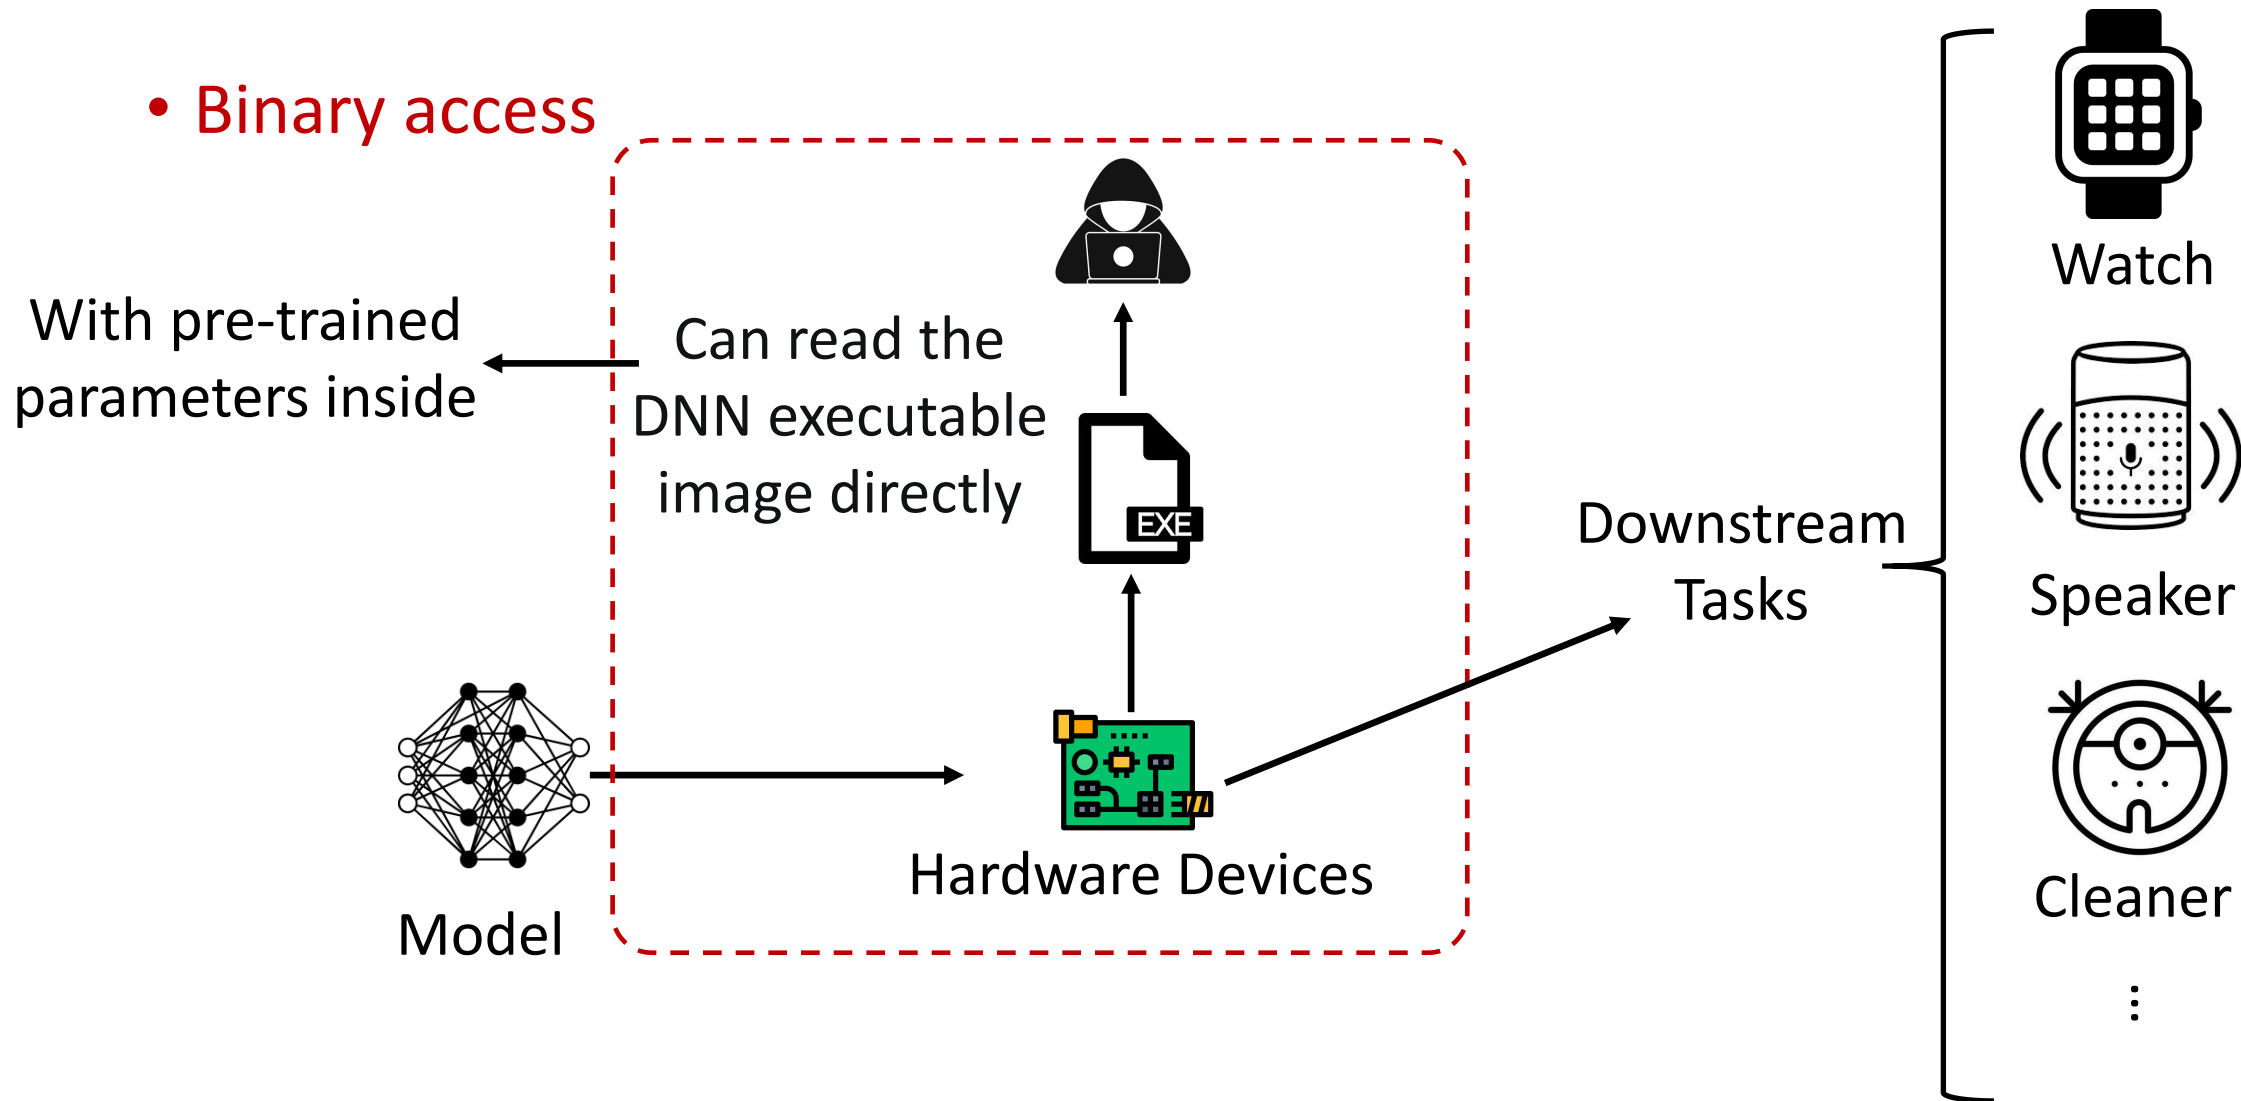 • Binary access
With pre-trained
parameters inside
Can read the
DNN executable
image directly
EXE
Model
Hardware Devices
Downstream
Tasks
Watch
Speaker
Cleaner
⋮